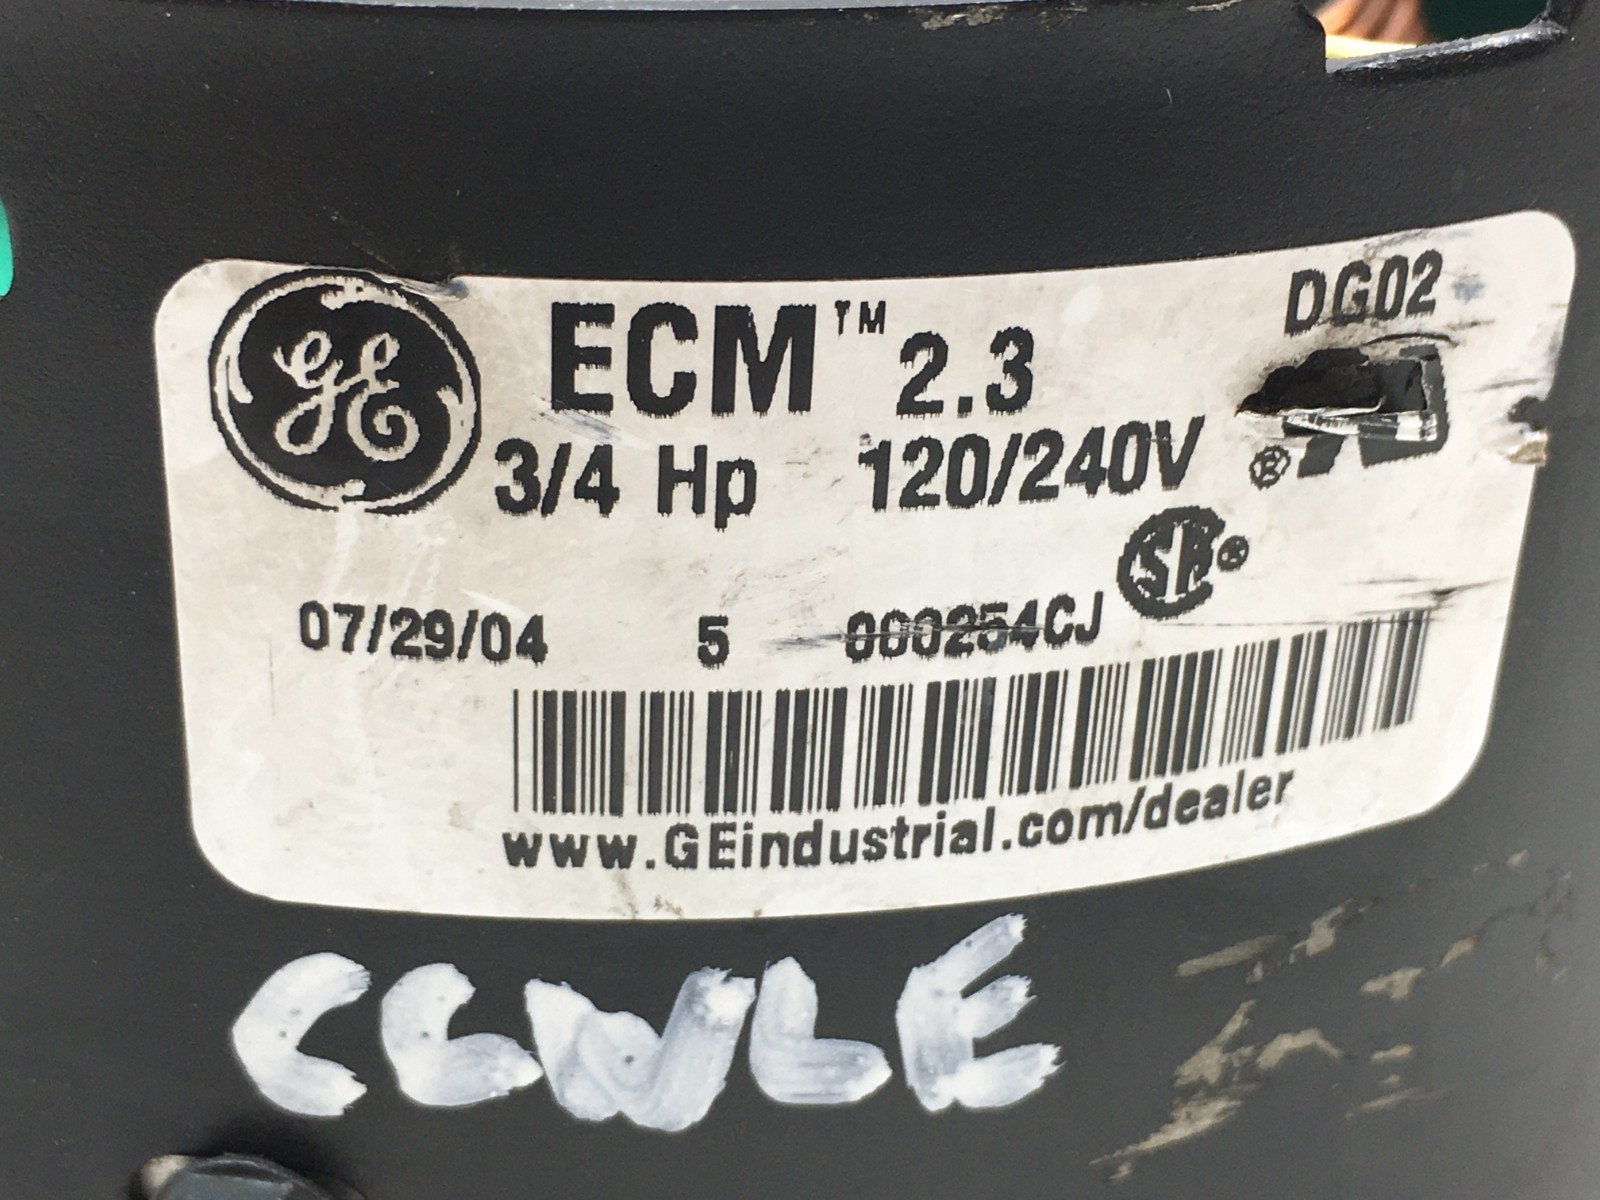 GE ECM™ 2.3 DG02
3/4 Hp 120/240V ®
SA ®
07/29/04 5 000254CJ
www.GEindustrial.com/dealer
CCWLE